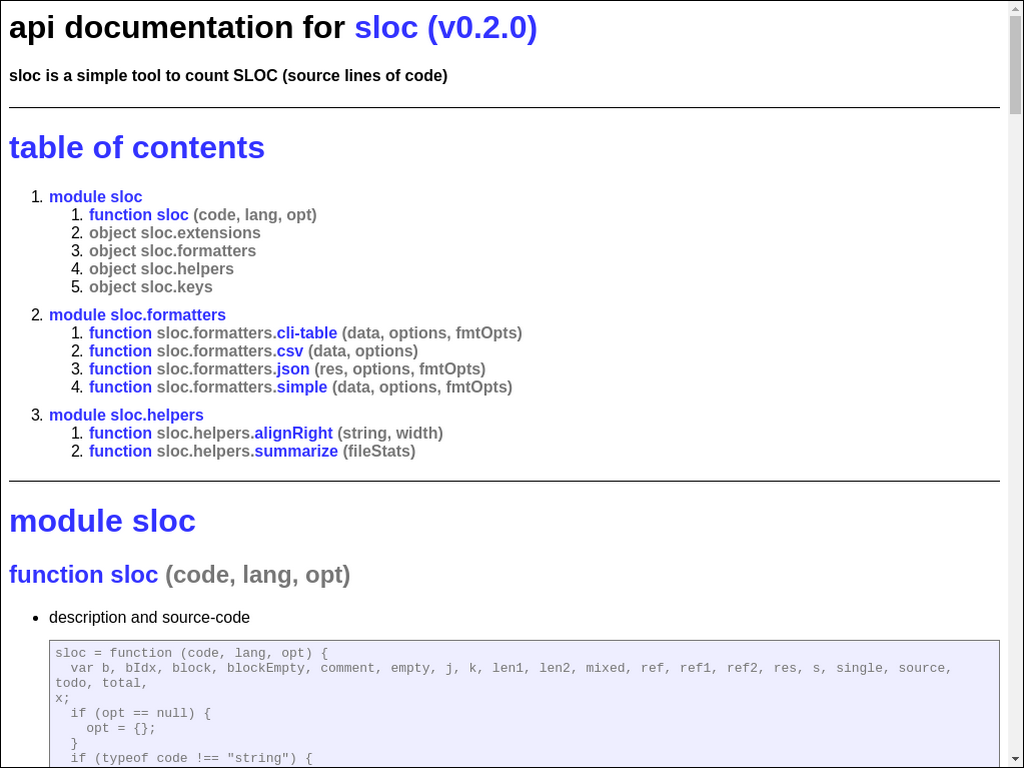 api documentation for sloc (v0.2.0)
sloc is a simple tool to count SLOC (source lines of code)
table of contents
1. module sloc
1. function sloc (code, lang, opt)
2. object sloc.extensions
3. object sloc.formatters
4. object sloc.helpers
5. object sloc.keys
2. module sloc.formatters
1. function sloc.formatters.cli-table (data, options, fmtOpts)
2. function sloc.formatters.csv (data, options)
3. function sloc.formatters.json (res, options, fmtOpts)
4. function sloc.formatters.simple (data, options, fmtOpts)
3. module sloc.helpers
1. function sloc.helpers.alignRight (string, width)
2. function sloc.helpers.summarize (fileStats)
module sloc
function sloc (code, lang, opt)
• description and source-code
sloc = function (code, lang, opt) {
  var b, bIdx, block, blockEmpty, comment, empty, j, k, len1, len2, mixed, ref, ref1, ref2, res, s, single, source,
todo, total,
x;
  if (opt == null) {
    opt = {};
  }
  if (typeof code !== "string") {